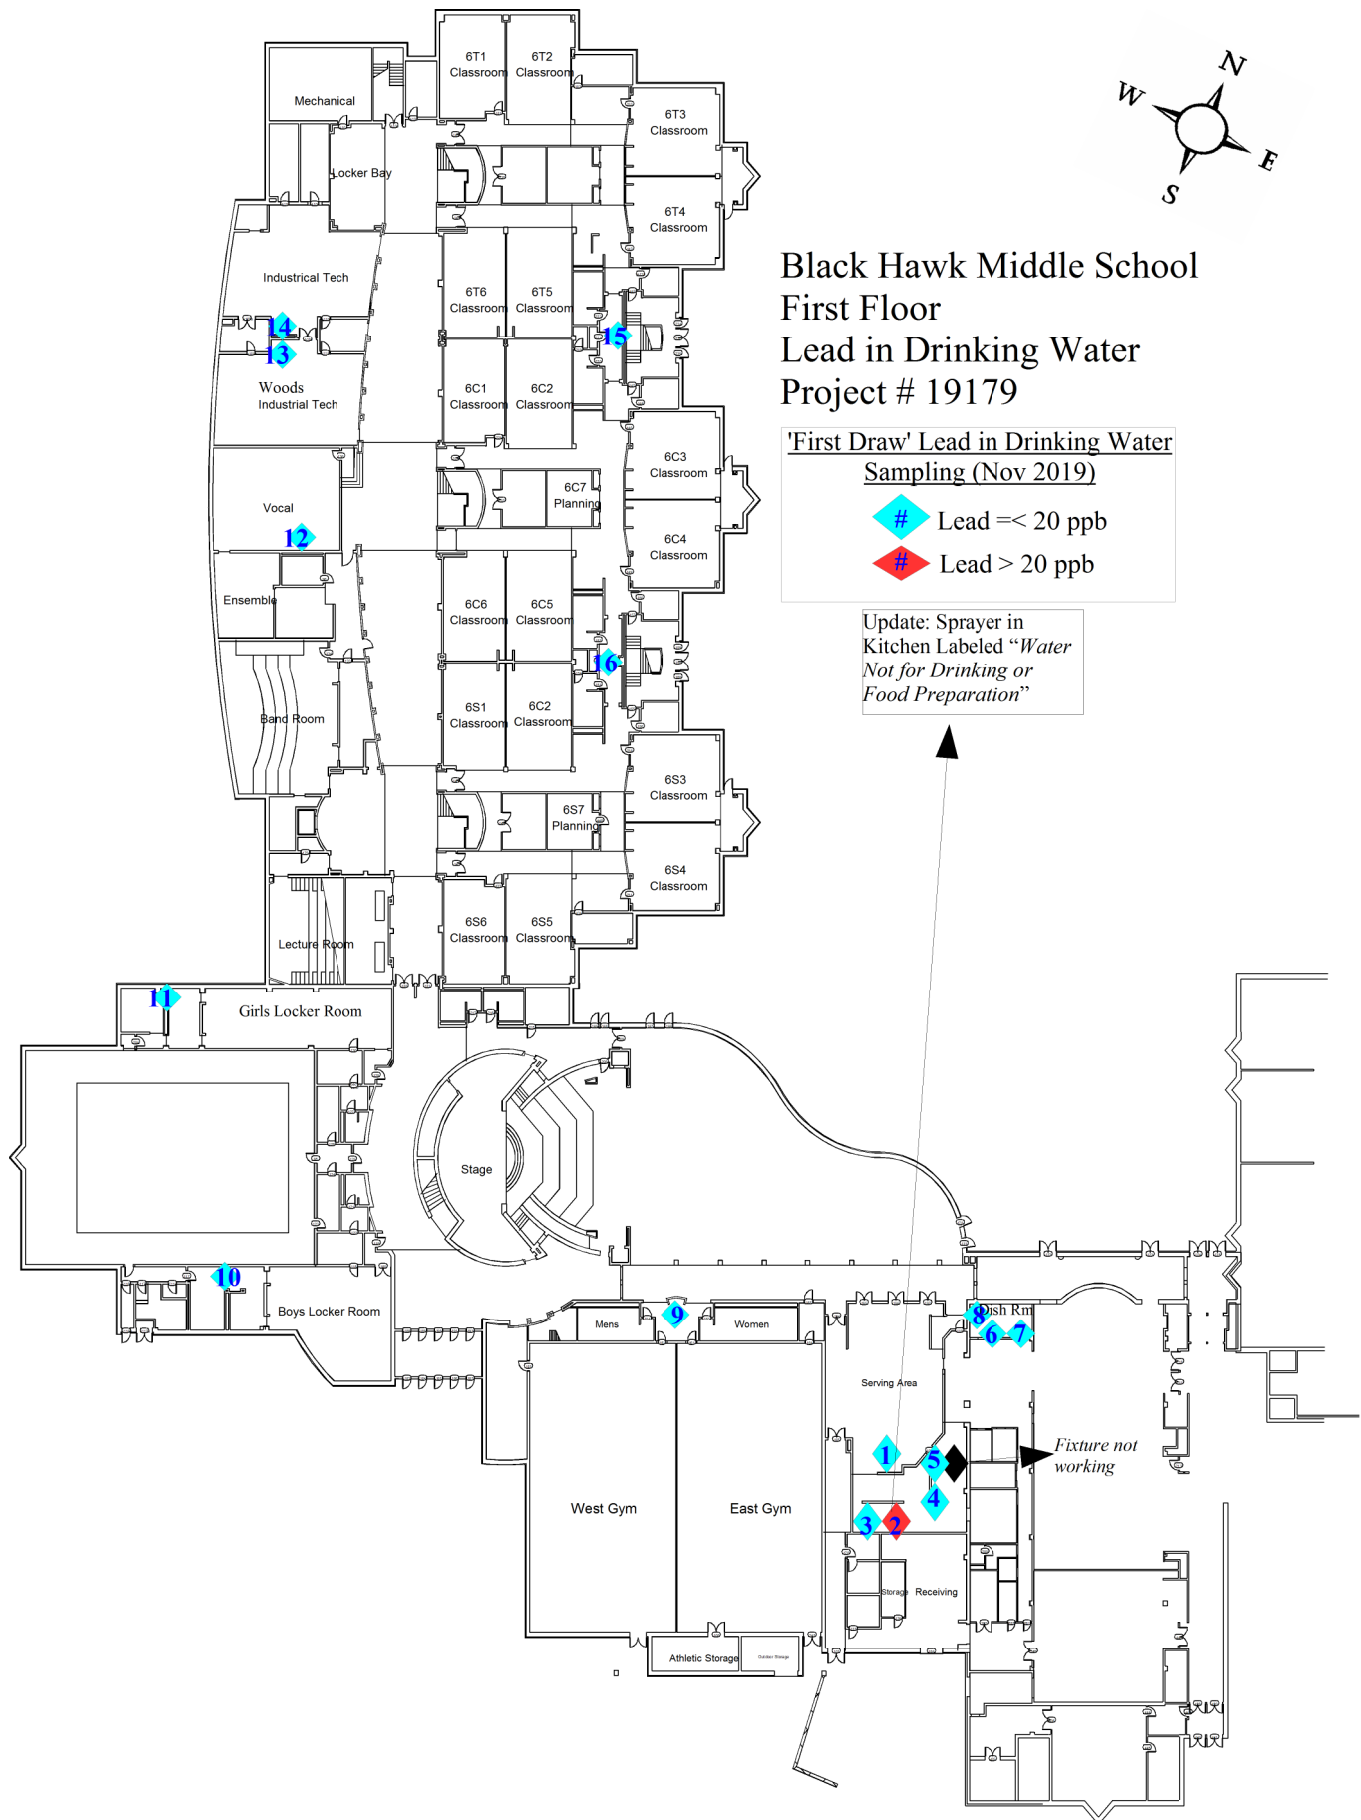 N
W
E
S
Black Hawk Middle School
First Floor
Lead in Drinking Water
Project # 19179
'First Draw' Lead in Drinking Water
Sampling (Nov 2019)
# Lead =< 20 ppb
# Lead > 20 ppb
Update: Sprayer in
Kitchen Labeled “Water
Not for Drinking or
Food Preparation”
6T1
Classroom
6T2
Classroom
Mechanical
6T3
Classroom
Locker Bay
6T4
Classroom
Industrical Tech
6T6
Classroom
6T5
Classroom
14
15
13
Woods
Industrial Tech
6C1
Classroom
6C2
Classroom
6C3
Classroom
Vocal
6C7
Planning
12
6C4
Classroom
Ensemble
6C6
Classroom
6C5
Classroom
16
Band Room
6S1
Classroom
6C2
Classroom
6S3
Classroom
6S7
Planning
6S4
Classroom
Lecture Room
6S6
Classroom
6S5
Classroom
11
Girls Locker Room
Stage
10
Boys Locker Room
Mens
9
Women
8
Dish Rm
6
7
Serving Area
1
5
Fixture not
working
4
3
2
West Gym
East Gym
Storage
Receiving
Athletic Storage
Outdoor Storage